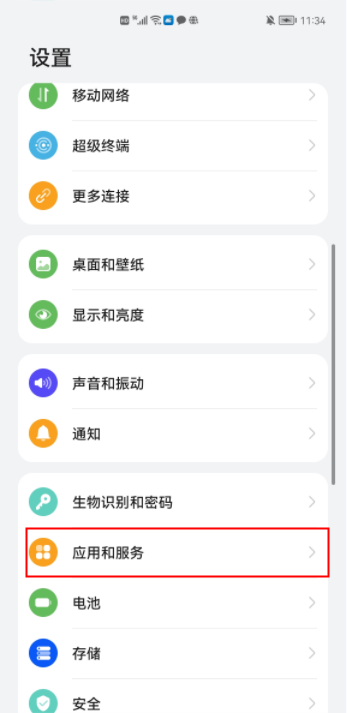 11:34
设置
移动网络
超级终端
更多连接
桌面和壁纸
显示和亮度
声音和振动
通知
生物识别和密码
应用和服务
电池
存储
安全